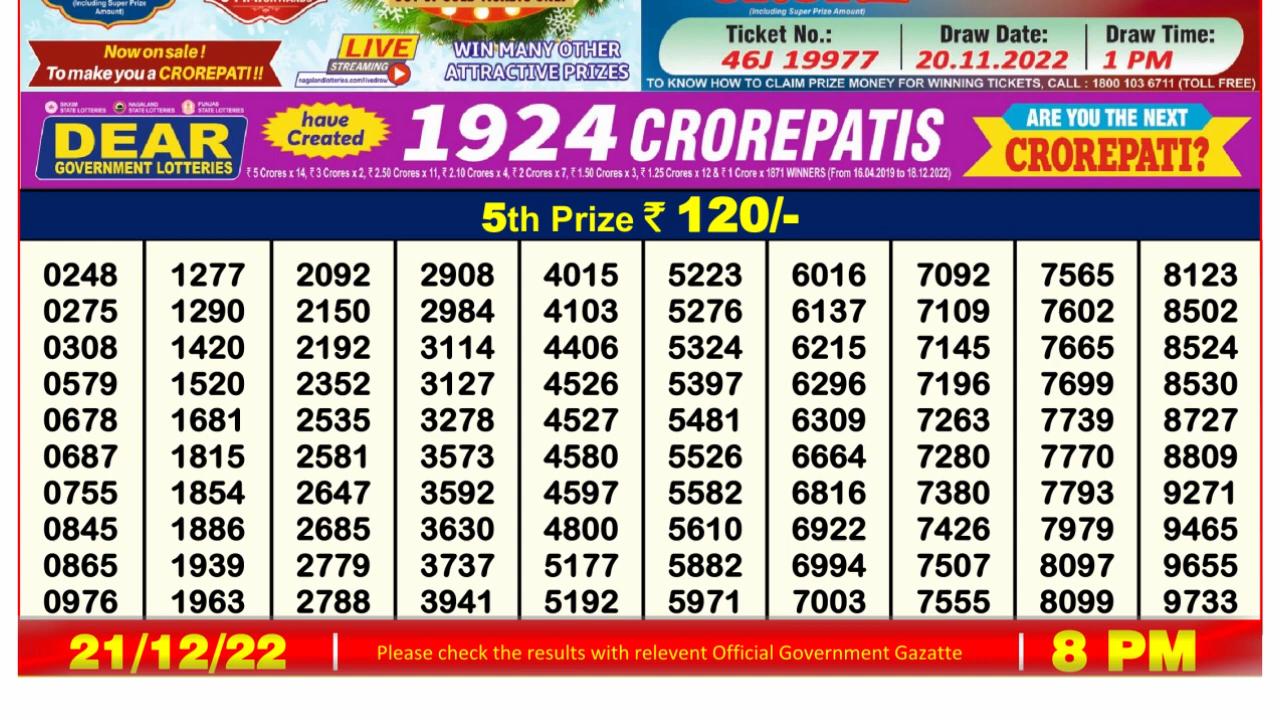 (Including Super Prize
Amount)
Now on sale !
To make you a CROREPATI !!
LIVE
STREAMING
nagalandlotteries.com/livedraw
WIN MANY OTHER
ATTRACTIVE PRIZES
(Including Super Prize Amount)
Ticket No.: Draw Date: Draw Time:
46J 19977 20.11.2022 1 PM
TO KNOW HOW TO CLAIM PRIZE MONEY FOR WINNING TICKETS, CALL : 1800 103 6711 (TOLL FREE)
SIKKIM STATE LOTTERIES NAGALAND STATE LOTTERIES PUNJAB STATE LOTTERIES
DEAR
GOVERNMENT LOTTERIES
have
Created
1924 CROREPATIS
₹ 5 Crores x 14, ₹ 3 Crores x 2, ₹ 2.50 Crores x 11, ₹ 2.10 Crores x 4, ₹ 2 Crores x 7, ₹ 1.50 Crores x 3, ₹ 1.25 Crores x 12 & ₹ 1 Crore x 1871 WINNERS (From 16.04.2019 to 18.12.2022)
ARE YOU THE NEXT
CROREPATI?
5th Prize ₹ 120/-
0248 1277 2092 2908 4015 5223 6016 7092 7565 8123
0275 1290 2150 2984 4103 5276 6137 7109 7602 8502
0308 1420 2192 3114 4406 5324 6215 7145 7665 8524
0579 1520 2352 3127 4526 5397 6296 7196 7699 8530
0678 1681 2535 3278 4527 5481 6309 7263 7739 8727
0687 1815 2581 3573 4580 5526 6664 7280 7770 8809
0755 1854 2647 3592 4597 5582 6816 7380 7793 9271
0845 1886 2685 3630 4800 5610 6922 7426 7979 9465
0865 1939 2779 3737 5177 5882 6994 7507 8097 9655
0976 1963 2788 3941 5192 5971 7003 7555 8099 9733
21/12/22 Please check the results with relevent Official Government Gazatte 8 PM